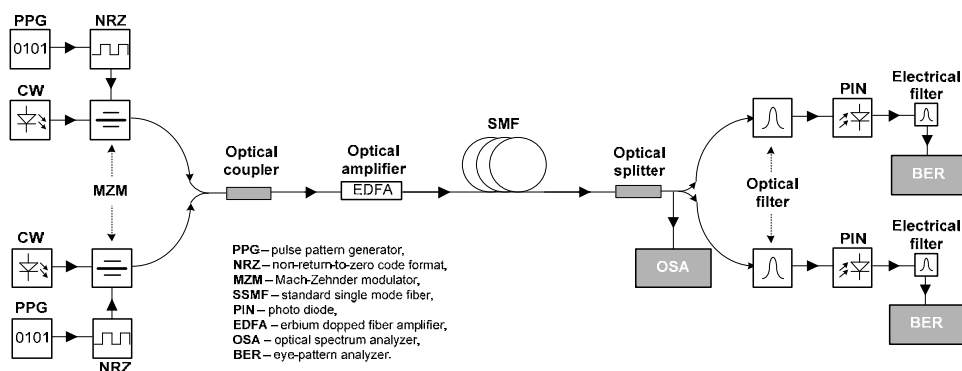 PPG NRZ
0101
CW
MZM
CW
PPG
0101
NRZ
Optical
coupler
Optical
amplifier
EDFA
SMF
Optical
splitter
OSA
Optical
filter
PIN
Electrical
filter
BER
PIN
Electrical
filter
BER
PPG – pulse pattern generator,
NRZ – non-return-to-zero code format,
MZM – Mach-Zehnder modulator,
SSMF – standard single mode fiber,
PIN – photo diode,
EDFA – erbium dopped fiber amplifier,
OSA – optical spectrum analyzer,
BER – eye-pattern analyzer.